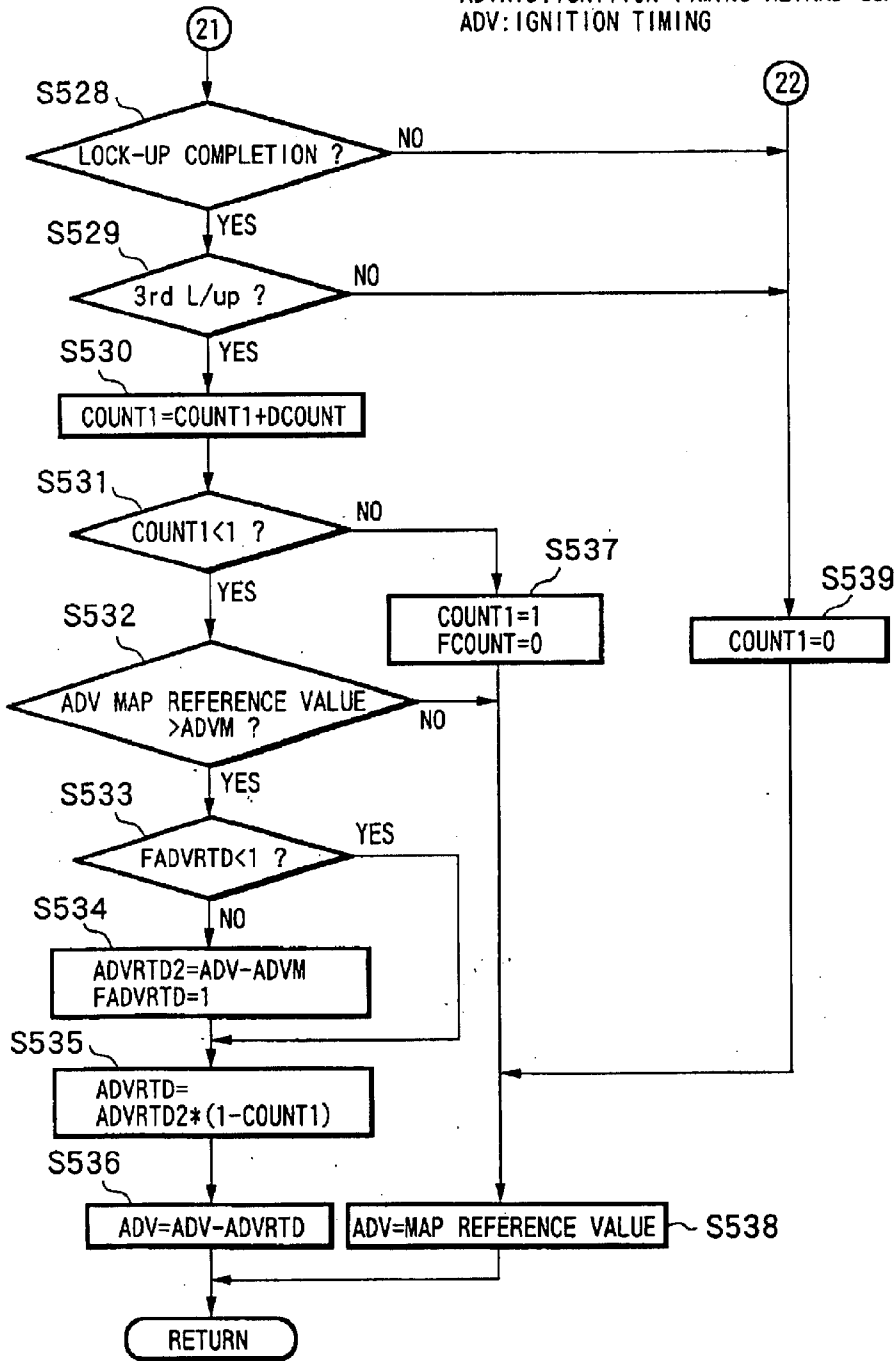 ADV:IGNITION TIMING
21
22
S528
LOCK-UP COMPLETION ?
NO
YES
S529
3rd L/up ?
NO
YES
S530
COUNT1=COUNT1+DCOUNT
S531
COUNT1<1 ?
NO
YES
S537
COUNT1=1
FCOUNT=0
S539
COUNT1=0
S532
ADV MAP REFERENCE VALUE
>ADVM ?
NO
YES
S533
FADVRTD<1 ?
YES
NO
S534
ADVRTD2=ADV-ADVM
FADVRTD=1
S535
ADVRTD=
ADVRTD2*(1-COUNT1)
S536
ADV=ADV-ADVRTD
ADV=MAP REFERENCE VALUE
S538
RETURN